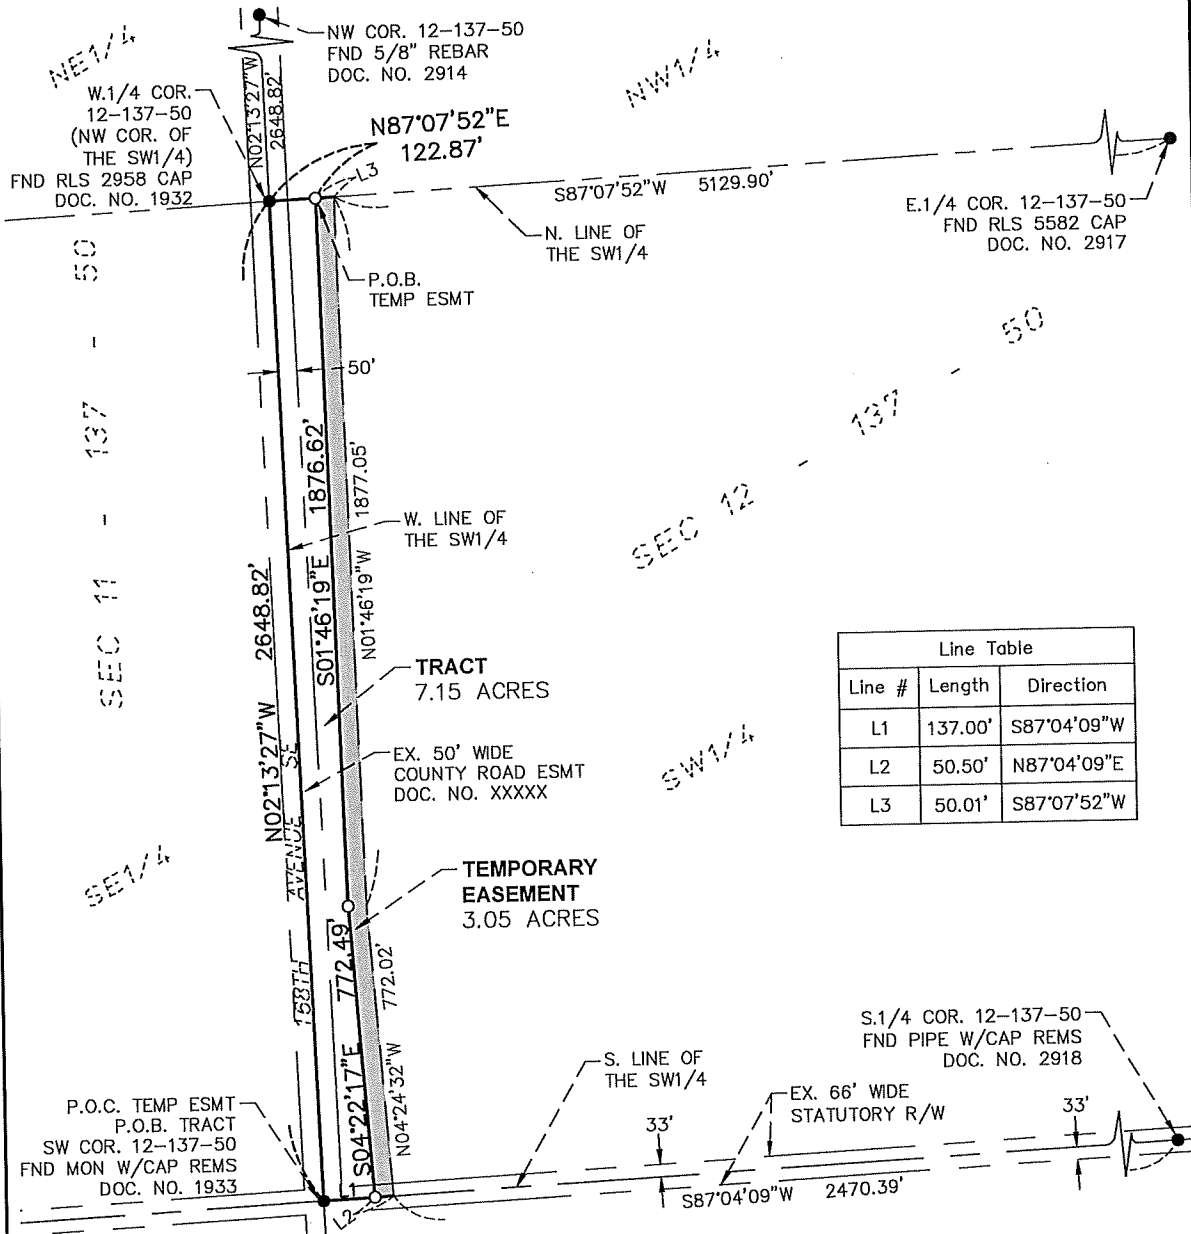 NW COR. 12-137-50
FND 5/8" REBAR
DOC. NO. 2914
NE1/4
NW1/4
W.1/4 COR.
12-137-50
(NW COR. OF
THE SW1/4)
FND RLS 2958 CAP
DOC. NO. 1932
N02°13'27"W
2648.82'
N87°07'52"E
122.87'
L3
S87°07'52"W 5129.90'
E.1/4 COR. 12-137-50
FND RLS 5582 CAP
DOC. NO. 2917
N. LINE OF
THE SW1/4
P.O.B.
TEMP ESMT
50'
SEC 11 - 137 - 50
SEC 12 - 137 - 50
1876.62'
S01°46'19"E
1877.05'
N01°46'19"W
W. LINE OF
THE SW1/4
2648.82'
N02°13'27"W
TRACT
7.15 ACRES
EX. 50' WIDE
COUNTY ROAD ESMT
DOC. NO. XXXXX
SW1/4
Line Table
Line # Length Direction
L1 137.00' S87°04'09"W
L2 50.50' N87°04'09"E
L3 50.01' S87°07'52"W
SE1/4
158TH AVENUE SE
TEMPORARY
EASEMENT
3.05 ACRES
772.49'
S04°22'17"E
772.02'
N04°24'32"W
S.1/4 COR. 12-137-50
FND PIPE W/CAP REMS
DOC. NO. 2918
S. LINE OF
THE SW1/4
EX. 66' WIDE
STATUTORY R/W
33'
33'
P.O.C. TEMP ESMT
P.O.B. TRACT
SW COR. 12-137-50
FND MON W/CAP REMS
DOC. NO. 1933
L1
L2
S87°04'09"W 2470.39'